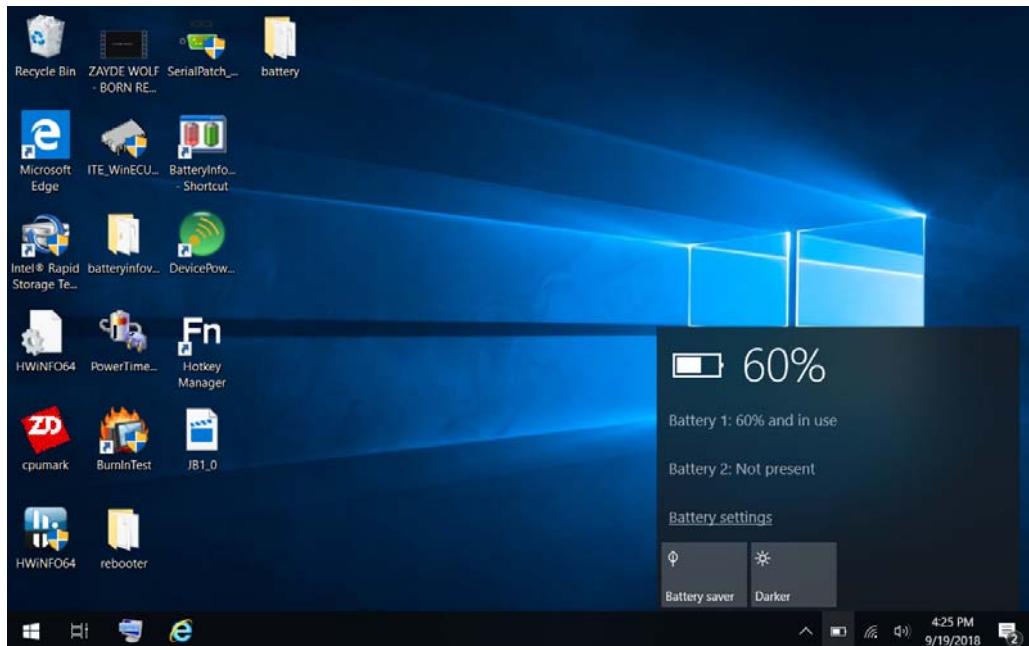 Recycle Bin
ZAYDE WOLF
- BORN RE...
SerialPatch_...
battery
Microsoft
Edge
ITE_WinECU...
BatteryInfo...
- Shortcut
Intel® Rapid
Storage Te...
batteryinfov...
DevicePow...
HWiNFO64
PowerTime...
Fn
Hotkey
Manager
ZD
cpumark
BurnInTest
JB1_0
HWiNFO64
rebooter
60%
Battery 1: 60% and in use
Battery 2: Not present
Battery settings
Battery saver
Darker
4:25 PM
9/19/2018
2